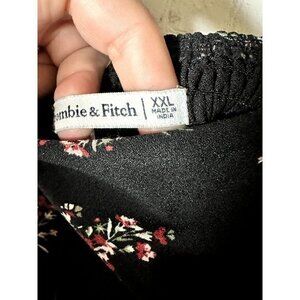 ombie & Fitch | XXL
MADE IN
INDIA